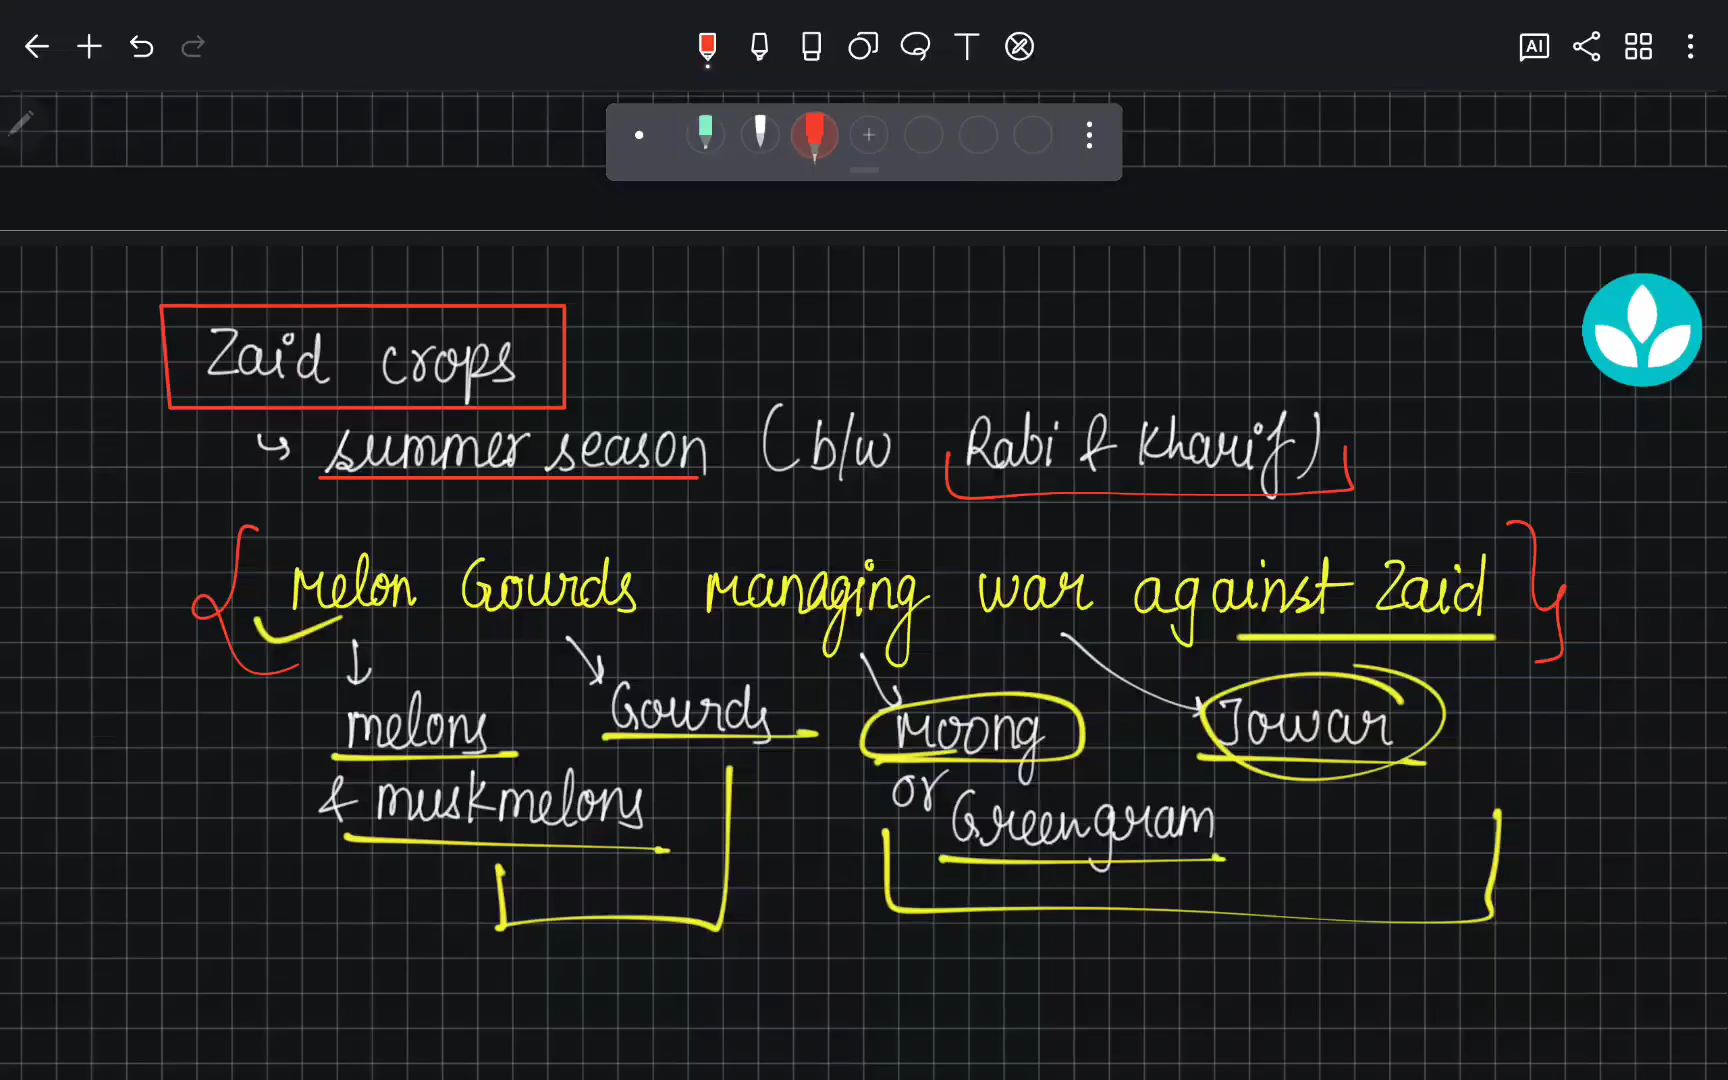 AI
T
Zaid crops
↳ summer season (b/w Rabi & Kharif)
Melon Gourds managing war against Zaid
melons Gourds Moong Jowar
& muskmelons or Greengram